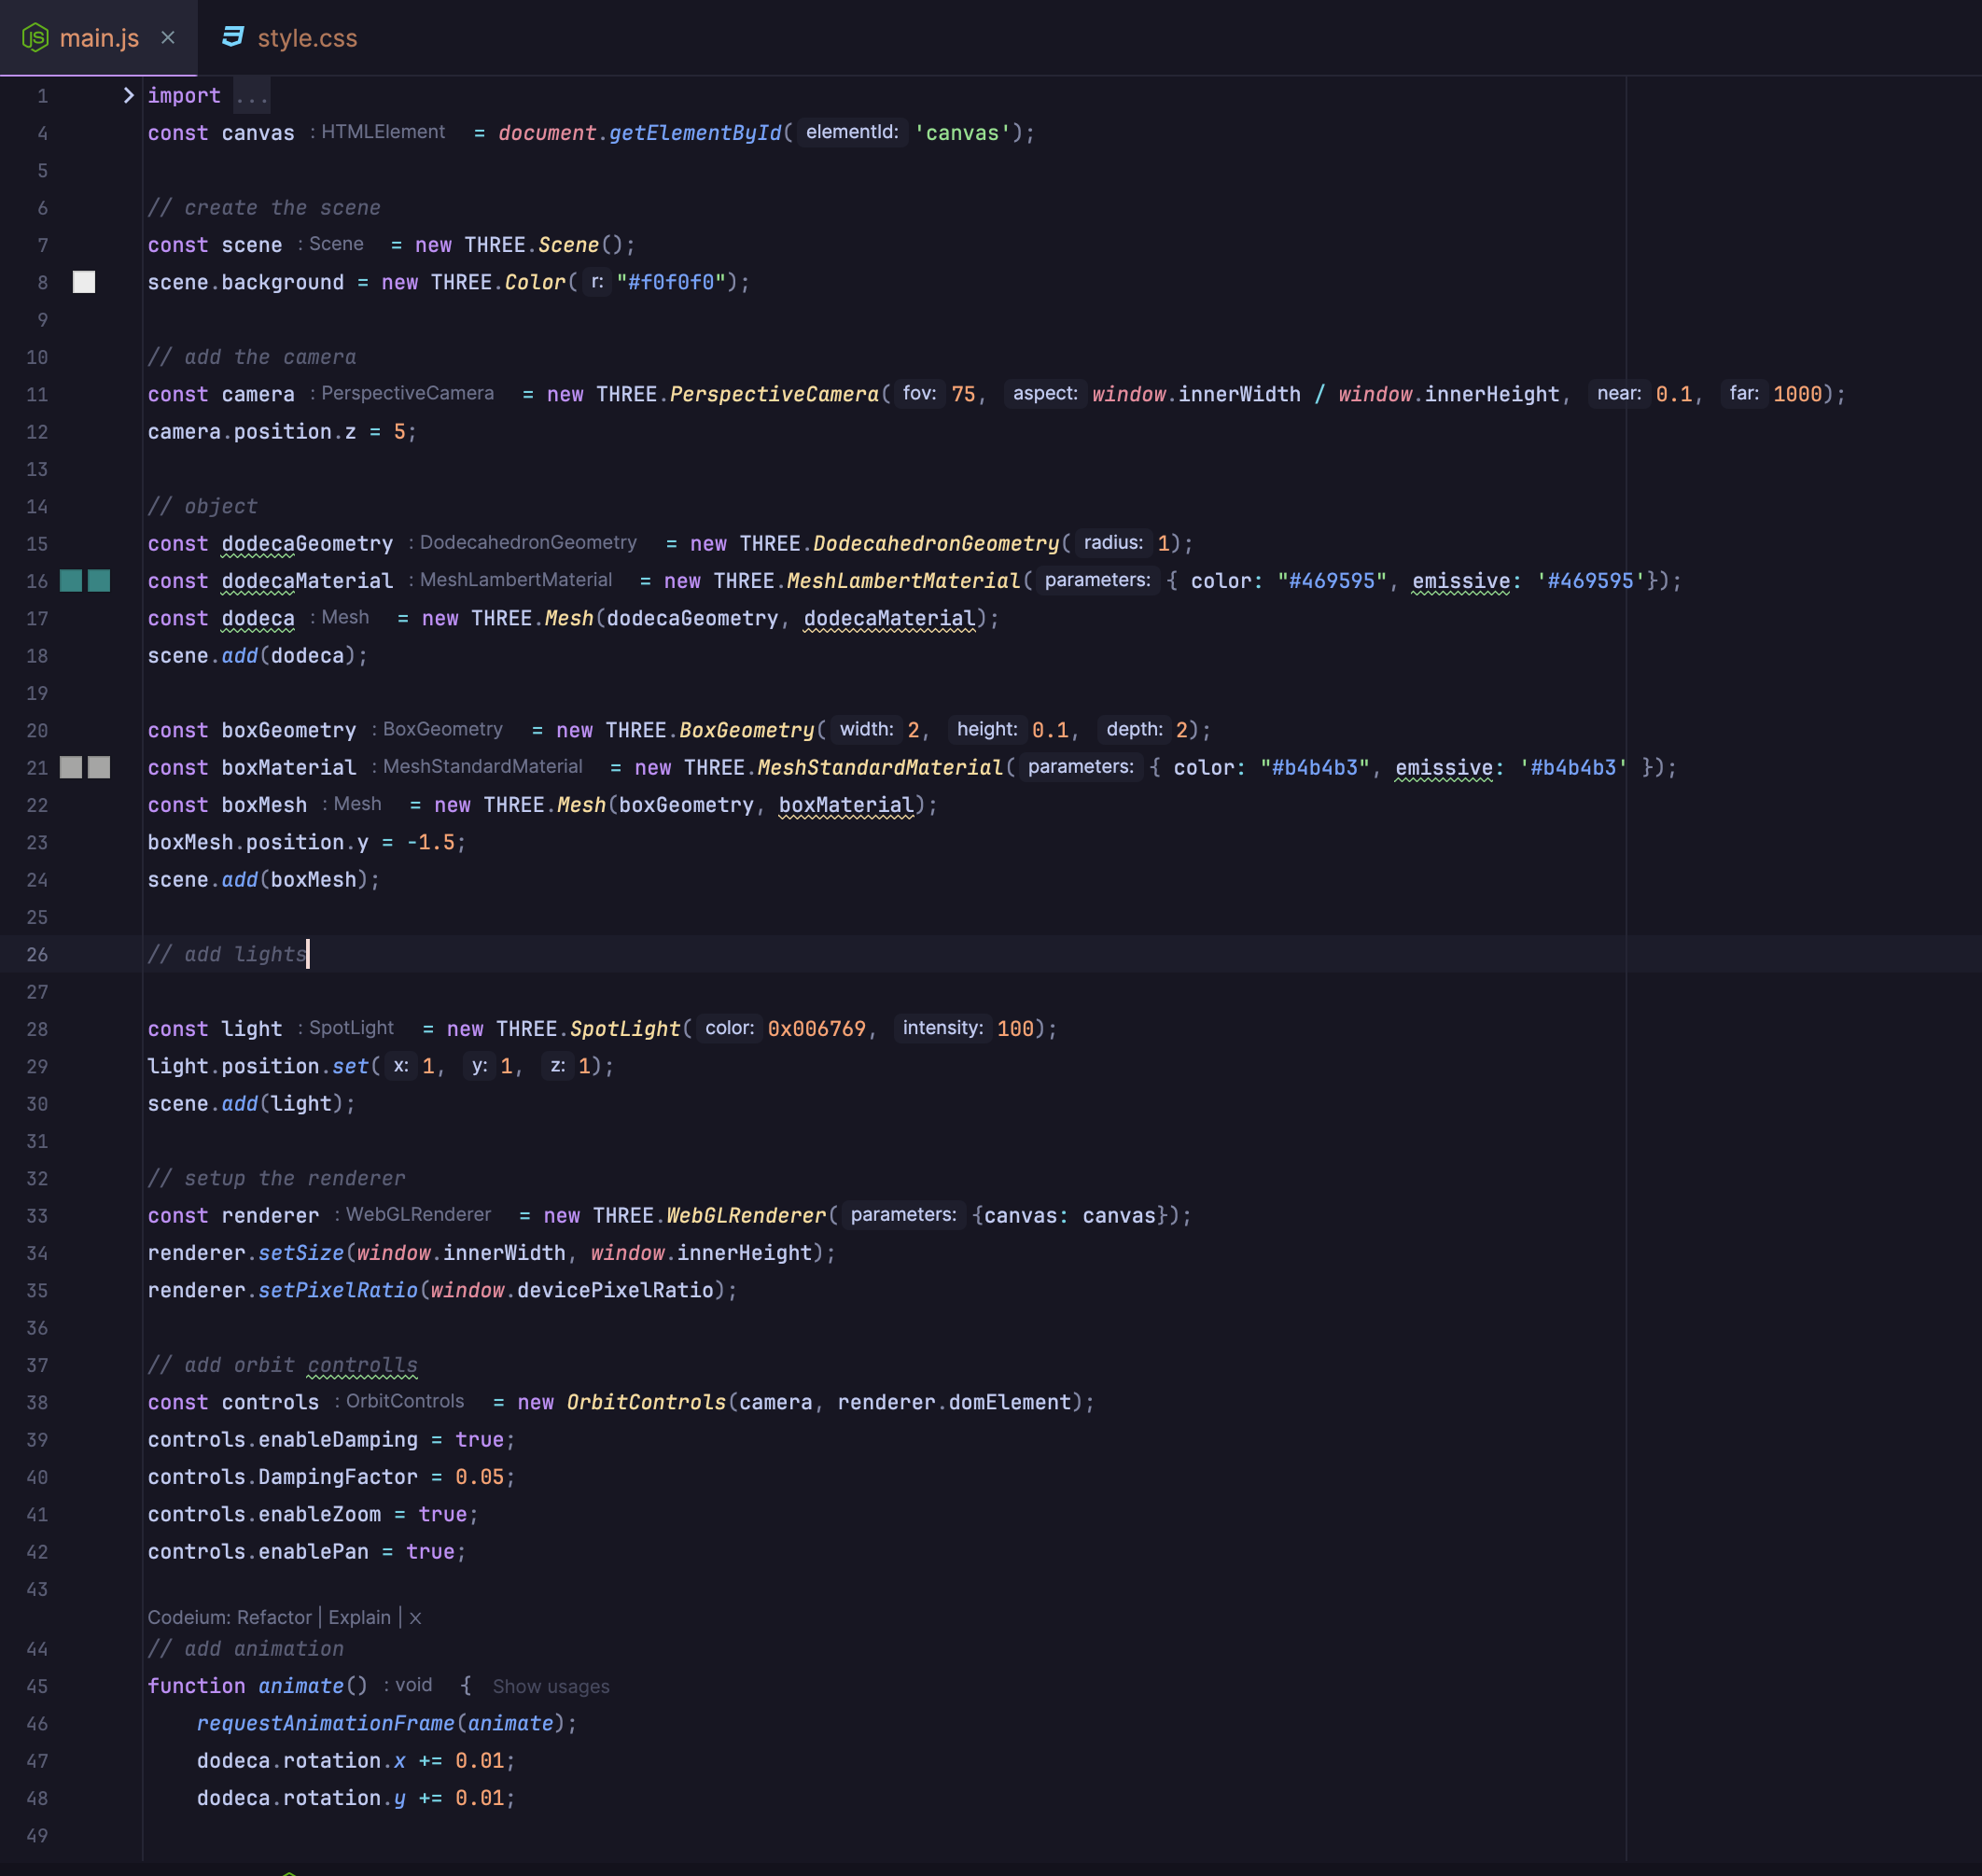 main.js × style.css
1 import ...
4 const canvas : HTMLElement = document.getElementById( elementId: 'canvas');
5
6 // create the scene
7 const scene : Scene = new THREE.Scene();
8 scene.background = new THREE.Color( r: "#f0f0f0");
9
10 // add the camera
11 const camera : PerspectiveCamera = new THREE.PerspectiveCamera( fov: 75, aspect: window.innerWidth / window.innerHeight, near: 0.1, far: 1000);
12 camera.position.z = 5;
13
14 // object
15 const dodecaGeometry : DodecahedronGeometry = new THREE.DodecahedronGeometry( radius: 1);
16 const dodecaMaterial : MeshLambertMaterial = new THREE.MeshLambertMaterial( parameters: { color: "#469595", emissive: '#469595'});
17 const dodeca : Mesh = new THREE.Mesh(dodecaGeometry, dodecaMaterial);
18 scene.add(dodeca);
19
20 const boxGeometry : BoxGeometry = new THREE.BoxGeometry( width: 2, height: 0.1, depth: 2);
21 const boxMaterial : MeshStandardMaterial = new THREE.MeshStandardMaterial( parameters: { color: "#b4b4b3", emissive: '#b4b4b3' });
22 const boxMesh : Mesh = new THREE.Mesh(boxGeometry, boxMaterial);
23 boxMesh.position.y = -1.5;
24 scene.add(boxMesh);
25
26 // add lights
27
28 const light : SpotLight = new THREE.SpotLight( color: 0x006769, intensity: 100);
29 light.position.set( x: 1, y: 1, z: 1);
30 scene.add(light);
31
32 // setup the renderer
33 const renderer : WebGLRenderer = new THREE.WebGLRenderer( parameters: {canvas: canvas});
34 renderer.setSize(window.innerWidth, window.innerHeight);
35 renderer.setPixelRatio(window.devicePixelRatio);
36
37 // add orbit controlls
38 const controls : OrbitControls = new OrbitControls(camera, renderer.domElement);
39 controls.enableDamping = true;
40 controls.DampingFactor = 0.05;
41 controls.enableZoom = true;
42 controls.enablePan = true;
43
Codeium: Refactor | Explain | ×
44 // add animation
45 function animate() : void { Show usages
46 requestAnimationFrame(animate);
47 dodeca.rotation.x += 0.01;
48 dodeca.rotation.y += 0.01;
49